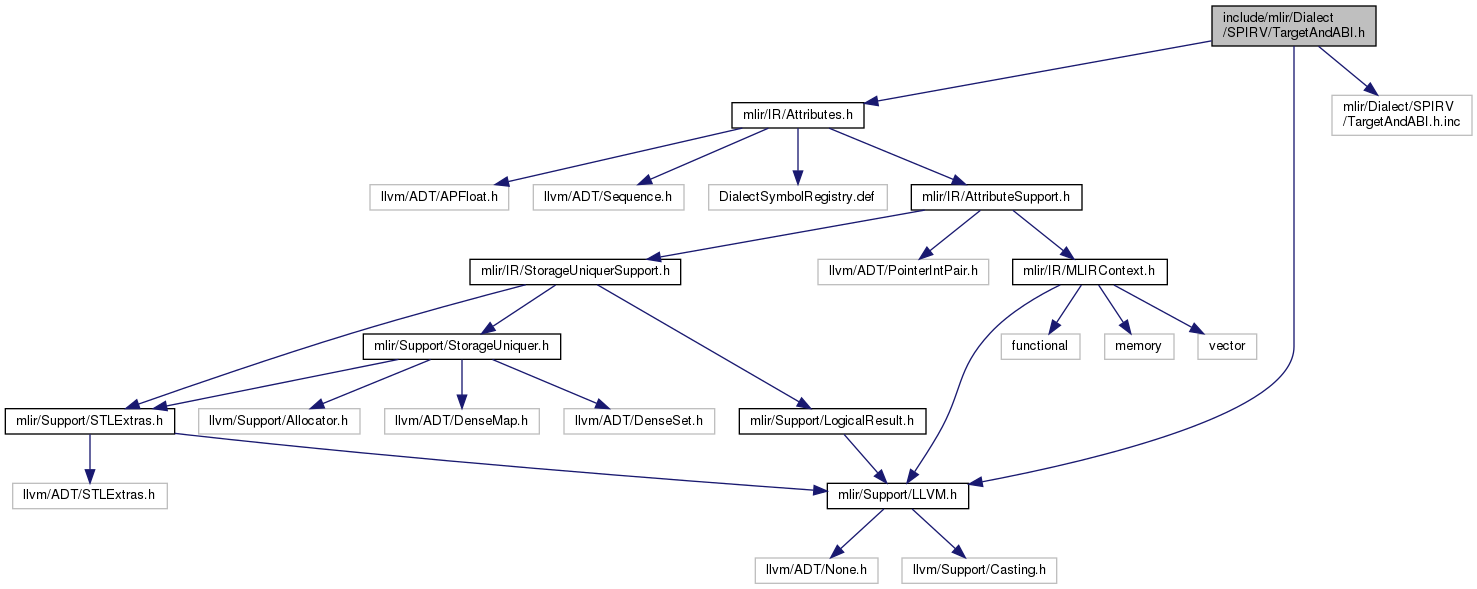 include/mlir/Dialect
/SPIRV/TargetAndABI.h
mlir/IR/Attributes.h
mlir/Dialect/SPIRV
/TargetAndABI.h.inc
llvm/ADT/APFloat.h
llvm/ADT/Sequence.h
DialectSymbolRegistry.def
mlir/IR/AttributeSupport.h
mlir/IR/StorageUniquerSupport.h
llvm/ADT/PointerIntPair.h
mlir/IR/MLIRContext.h
mlir/Support/StorageUniquer.h
functional
memory
vector
mlir/Support/STLExtras.h
llvm/Support/Allocator.h
llvm/ADT/DenseMap.h
llvm/ADT/DenseSet.h
mlir/Support/LogicalResult.h
llvm/ADT/STLExtras.h
mlir/Support/LLVM.h
llvm/ADT/None.h
llvm/Support/Casting.h